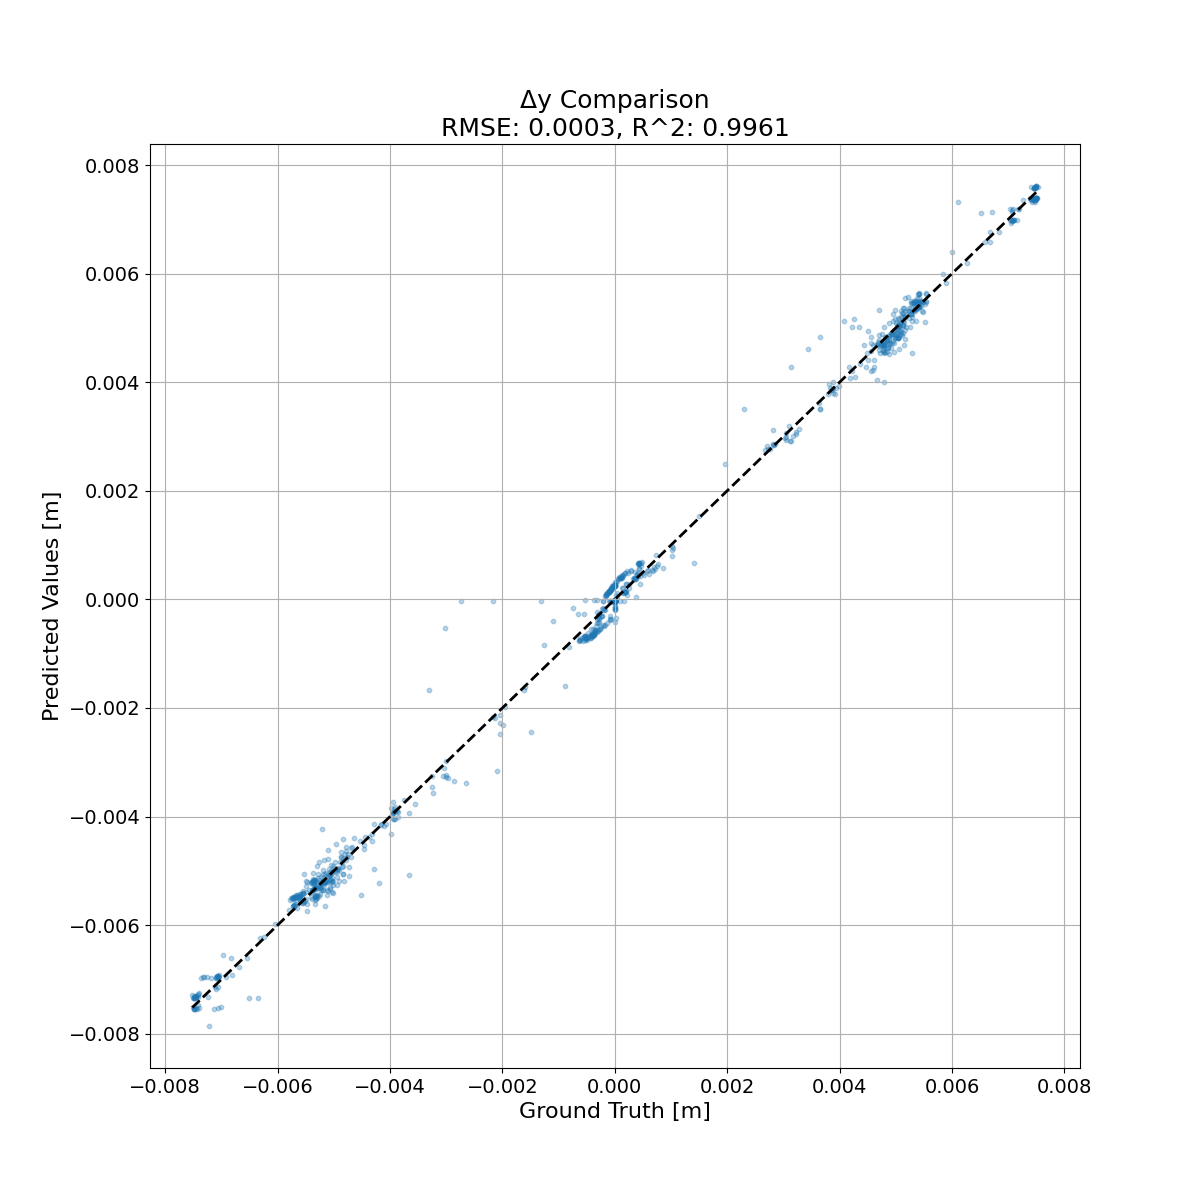 Δy Comparison
RMSE: 0.0003, R^2: 0.9961
0.008
0.006
0.004
0.002
0.000
−0.002
−0.004
−0.006
−0.008
Predicted Values [m]
−0.008 −0.006 −0.004 −0.002 0.000 0.002 0.004 0.006 0.008
Ground Truth [m]